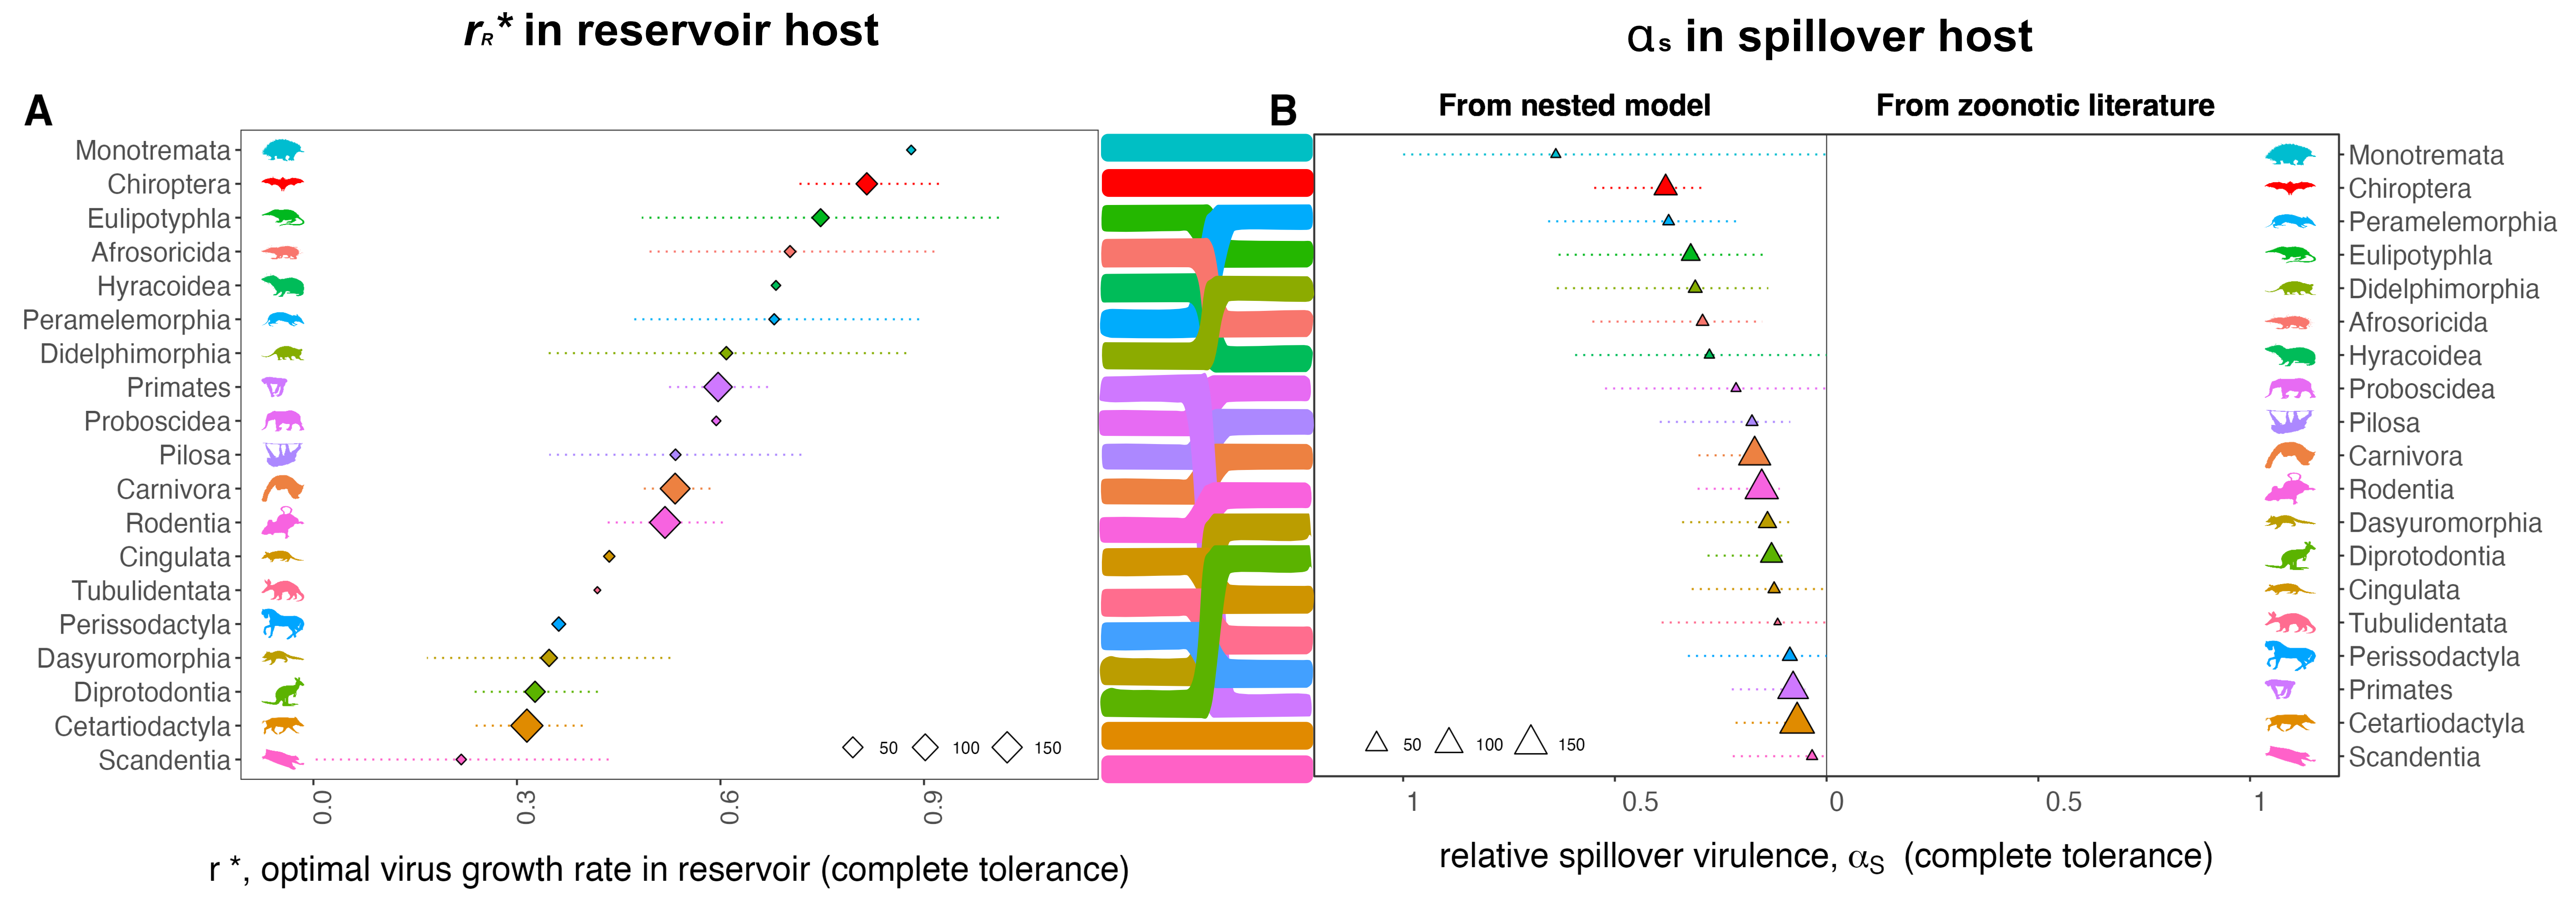 r_R* in reservoir host
α_s in spillover host
A
B
From nested model
From zoonotic literature
Monotremata
Chiroptera
Eulipotyphla
Afrosoricida
Hyracoidea
Peramelemorphia
Didelphimorphia
Primates
Proboscidea
Pilosa
Carnivora
Rodentia
Cingulata
Tubulidentata
Perissodactyla
Dasyuromorphia
Diprotodontia
Cetartiodactyla
Scandentia
50 100 150
0.0 0.3 0.6 0.9
r *, optimal virus growth rate in reservoir (complete tolerance)
Monotremata
Chiroptera
Peramelemorphia
Eulipotyphla
Didelphimorphia
Afrosoricida
Hyracoidea
Proboscidea
Pilosa
Carnivora
Rodentia
Dasyuromorphia
Diprotodontia
Cingulata
Tubulidentata
Perissodactyla
Primates
Cetartiodactyla
Scandentia
50 100 150
1 0.5 0 0.5 1
relative spillover virulence, α_S (complete tolerance)